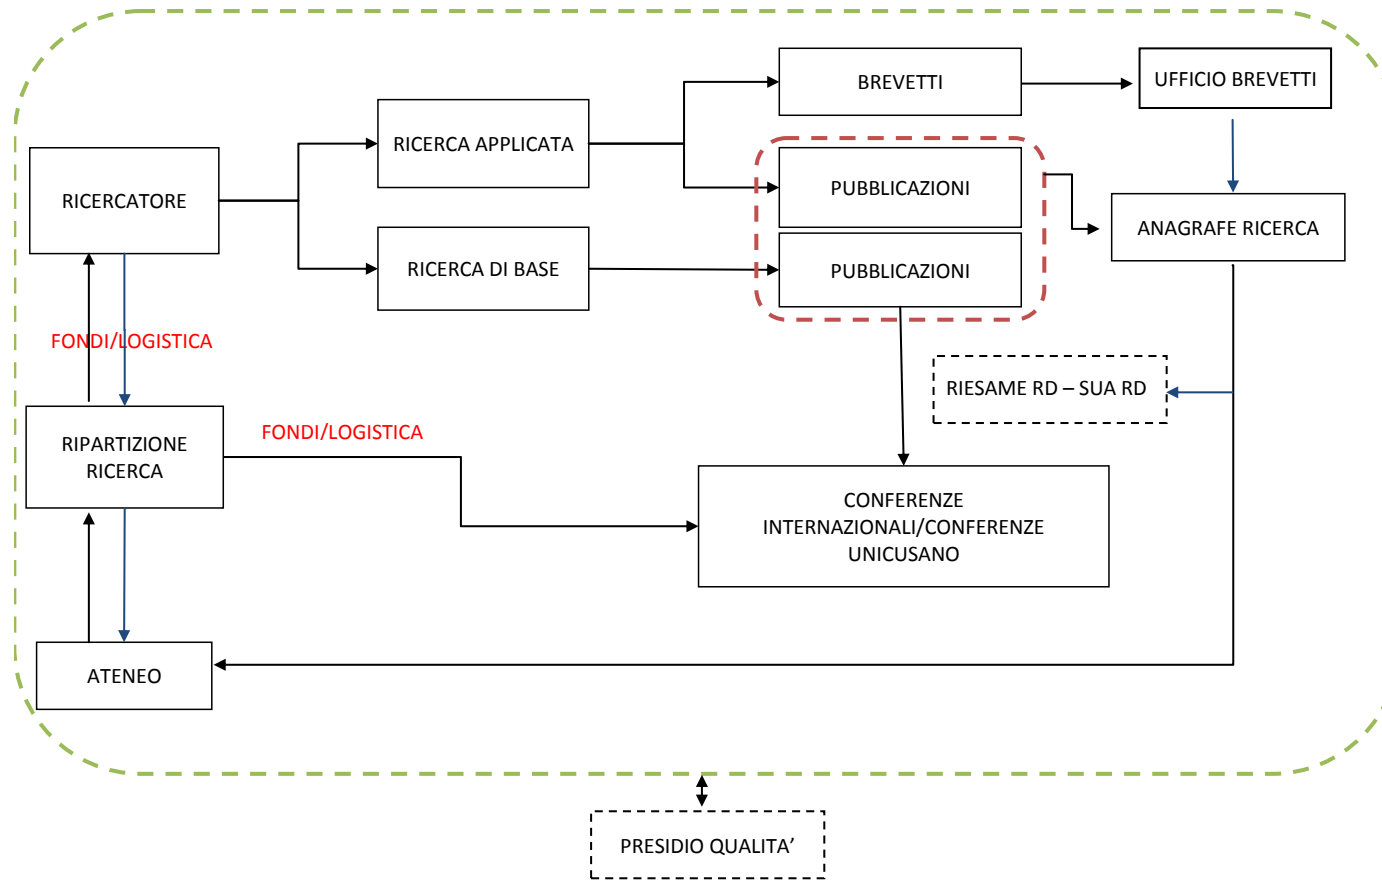 BREVETTI
UFFICIO BREVETTI
RICERCA APPLICATA
RICERCATORE
PUBBLICAZIONI
ANAGRAFE RICERCA
RICERCA DI BASE
PUBBLICAZIONI
FONDI/LOGISTICA
RIESAME RD – SUA RD
RIPARTIZIONE
RICERCA
FONDI/LOGISTICA
CONFERENZE
INTERNAZIONALI/CONFERENZE
UNICUSANO
ATENEO
PRESIDIO QUALITA’